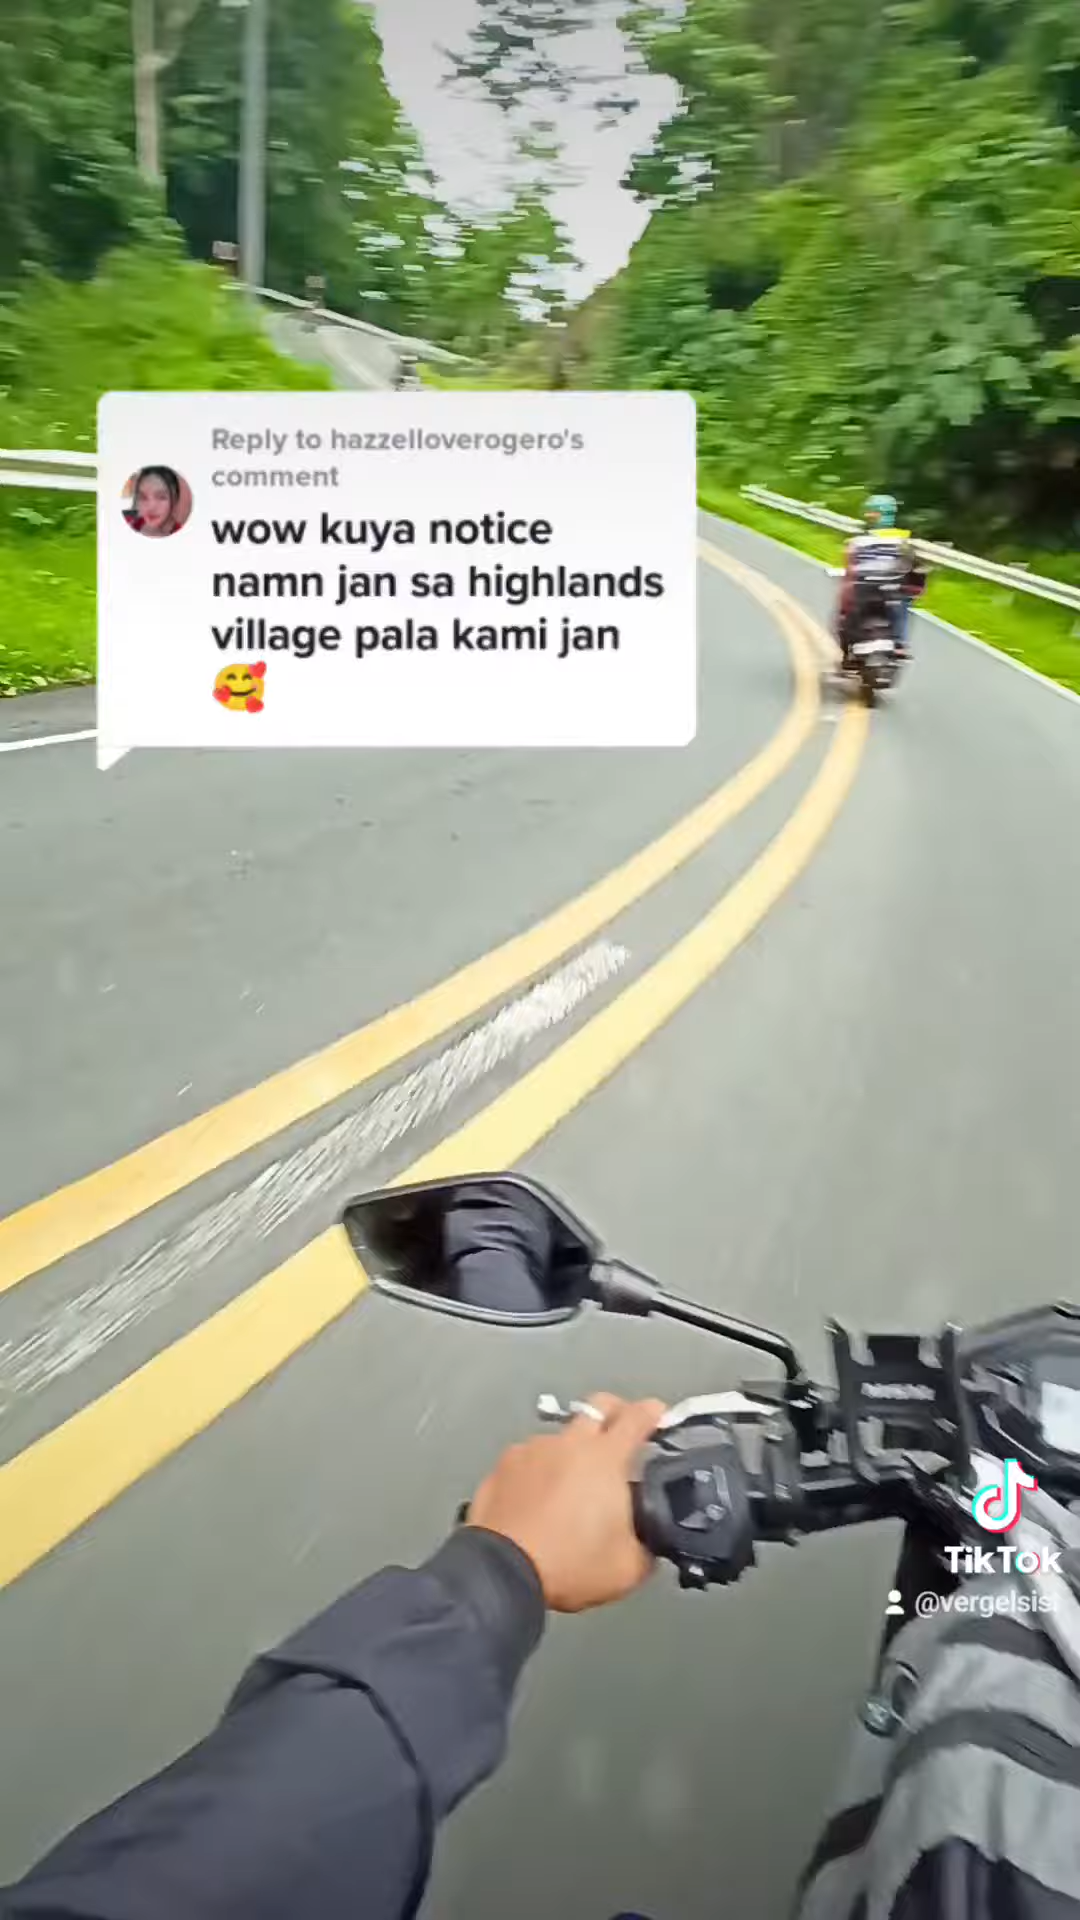 Reply to hazzelloverogero's
comment
wow kuya notice
namn jan sa highlands
village pala kami jan
🥰
TikTok
@vergelsisi